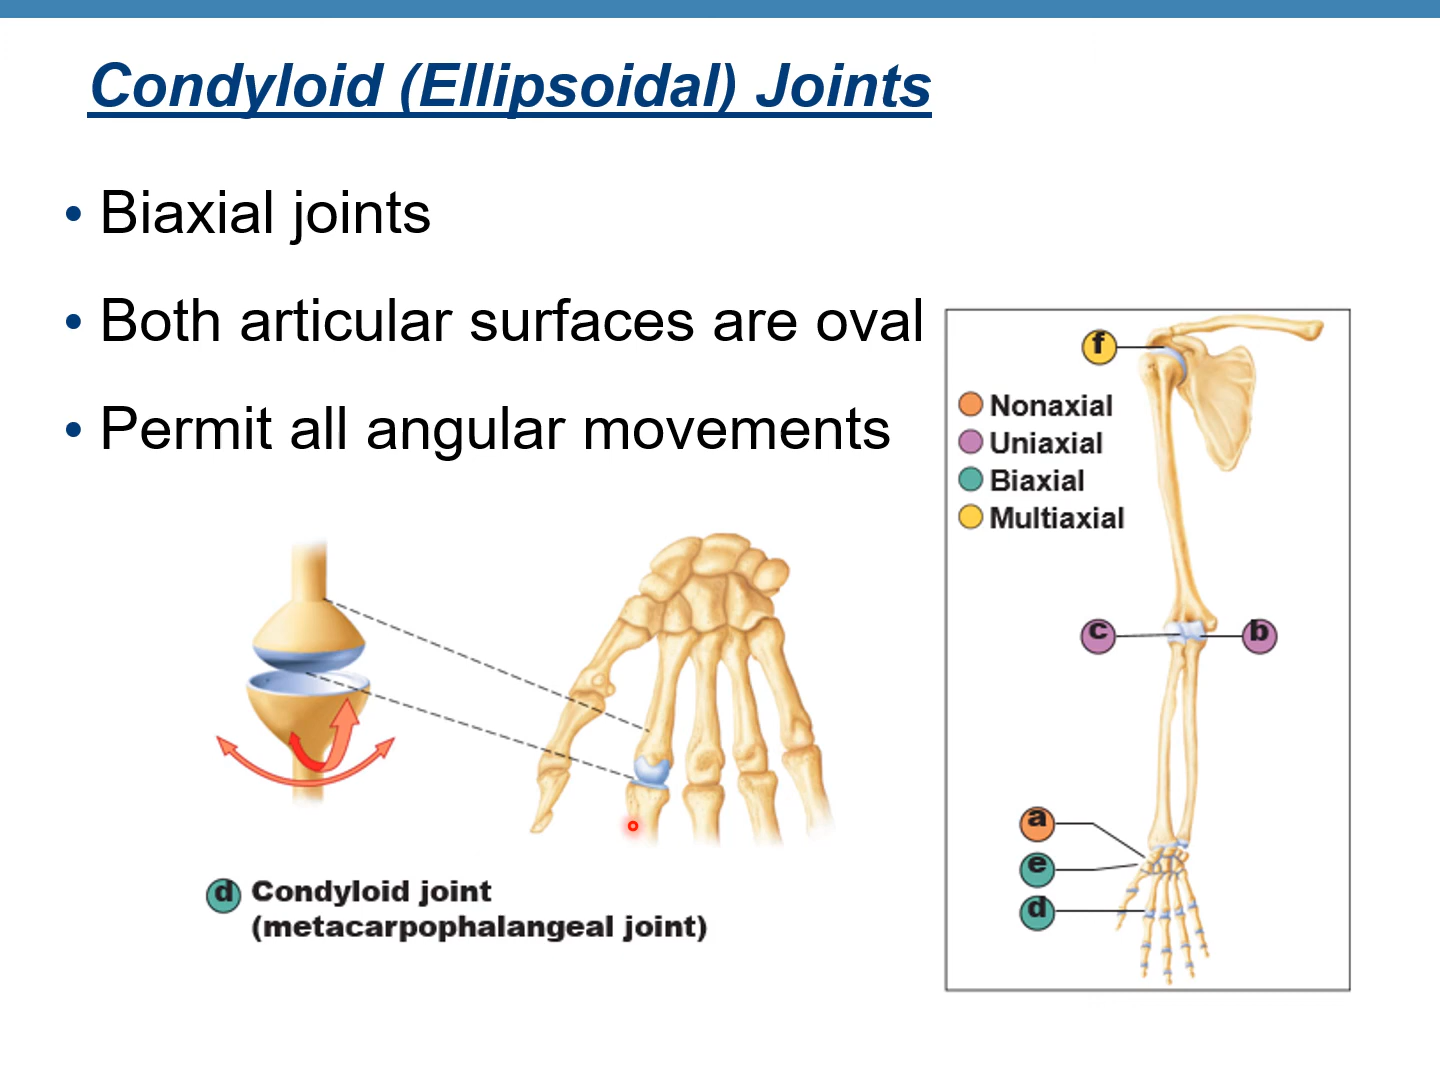 Condyloid (Ellipsoidal) Joints
• Biaxial joints
• Both articular surfaces are oval
• Permit all angular movements
f
Nonaxial
Uniaxial
Biaxial
Multiaxial
c
b
a
e
d
d Condyloid joint
(metacarpophalangeal joint)